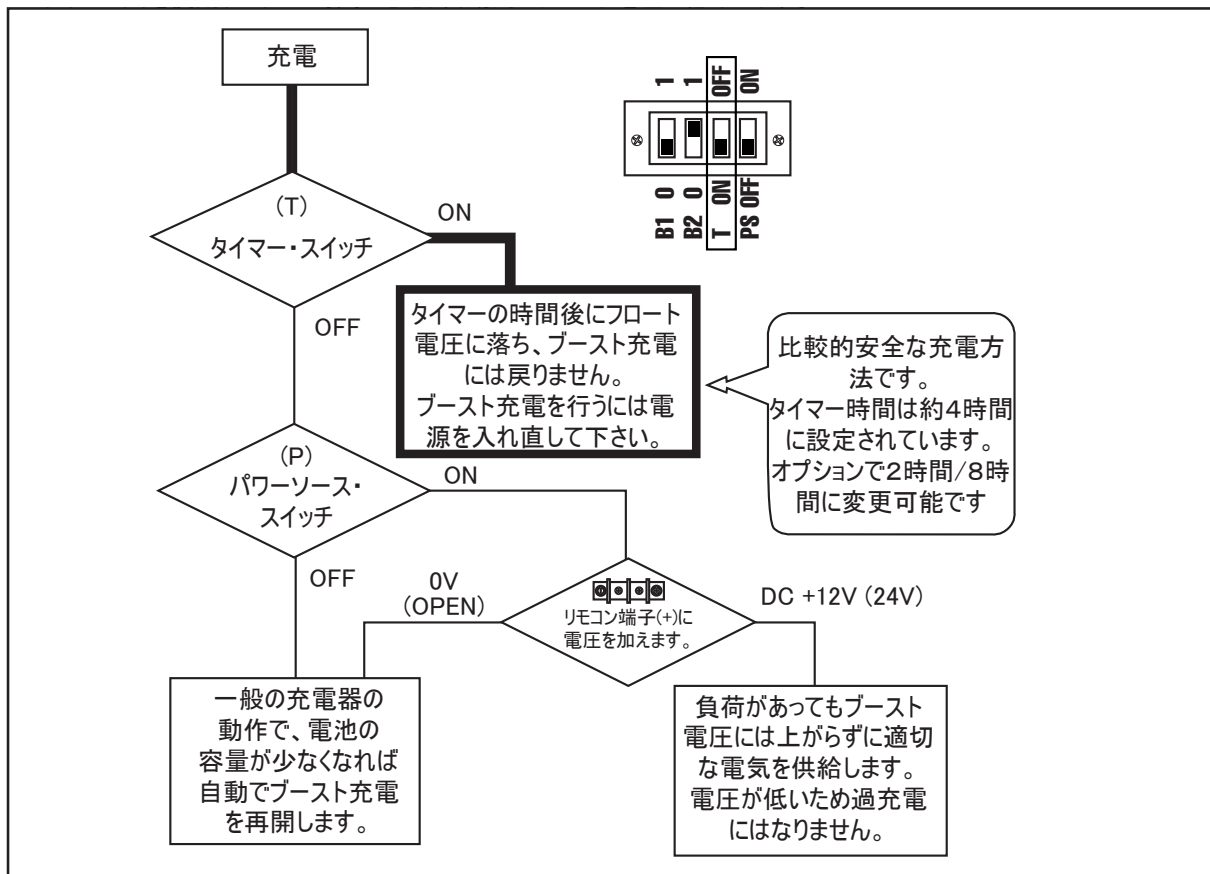 充電
1 1 OFF ON
B1 0
B2 0
T ON
PS OFF
(T)
タイマー・スイッチ
ON
OFF
タイマーの時間後にフロート
電圧に落ち、ブースト充電
には戻りません。
ブースト充電を行うには電
源を入れ直して下さい。
比較的安全な充電方
法です。
タイマー時間は約4時間
に設定されています。
オプションで2時間/8時
間に変更可能です
(P)
パワーソース・
スイッチ
ON
OFF
0V
(OPEN)
リモコン端子(+)に
電圧を加えます。
DC +12V (24V)
一般の充電器の
動作で、電池の
容量が少なくなれば
自動でブースト充電
を再開します。
負荷があってもブースト
電圧には上がらずに適切
な電気を供給します。
電圧が低いため過充電
にはなりません。